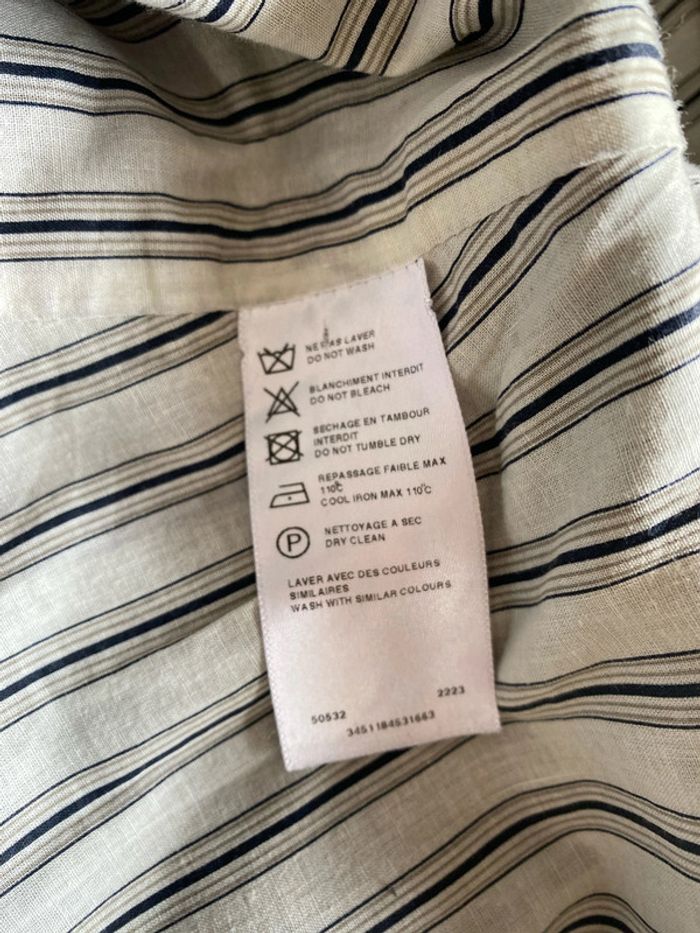 NE PAS LAVER
DO NOT WASH
BLANCHIMENT INTERDIT
DO NOT BLEACH
SECHAGE EN TAMBOUR
INTERDIT
DO NOT TUMBLE DRY
REPASSAGE FAIBLE MAX
110°C
COOL IRON MAX 110°C
P
NETTOYAGE A SEC
DRY CLEAN
LAVER AVEC DES COULEURS
SIMILAIRES
WASH WITH SIMILAR COLOURS
50532 2223
3451184531663